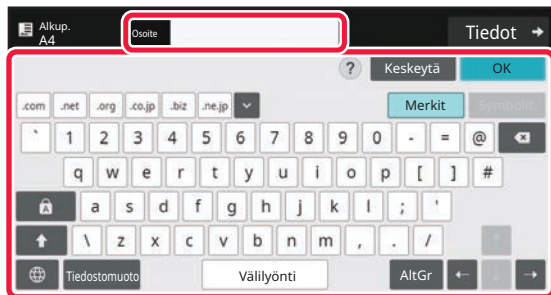 Alkup.
A4
Osoite
Tiedot
? Keskeytä OK
.com .net .org .co.jp .biz .ne.jp Merkit Symbolit
` 1 2 3 4 5 6 7 8 9 0 - = @
q w e r t y u i o p [ ] #
A a s d f g h j k l ; '
\ z x c v b n m , . /
Tiedostomuoto Välilyönti AltGr